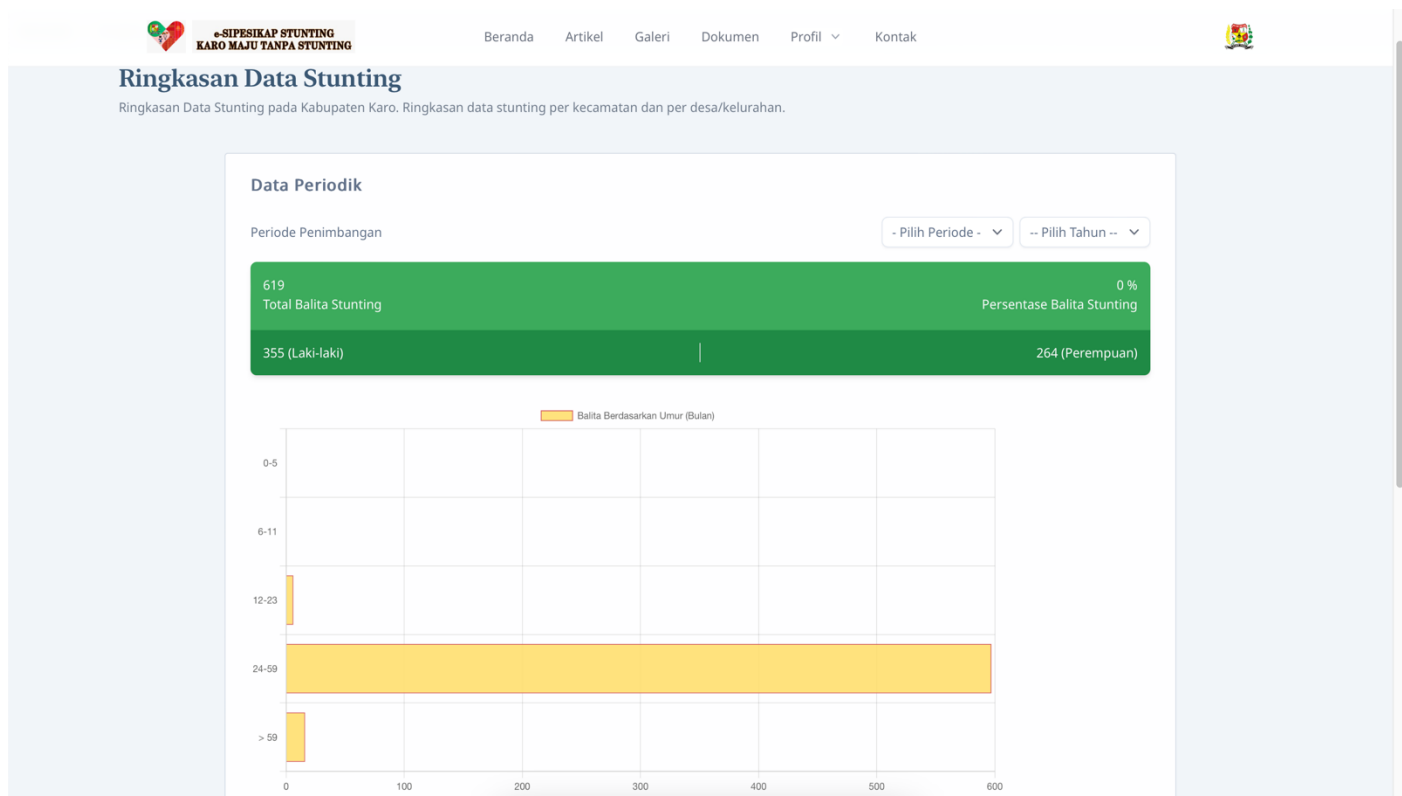 e-SIPESIKAP STUNTING
KARO MAJU TANPA STUNTING
Beranda Artikel Galeri Dokumen Profil Kontak
Ringkasan Data Stunting
Ringkasan Data Stunting pada Kabupaten Karo. Ringkasan data stunting per kecamatan dan per desa/kelurahan.
Data Periodik
Periode Penimbangan - Pilih Periode - -- Pilih Tahun --
619 0 %
Total Balita Stunting Persentase Balita Stunting
355 (Laki-laki) 264 (Perempuan)
Balita Berdasarkan Umur (Bulan)
0-5
6-11
12-23
24-59
> 59
0 100 200 300 400 500 600